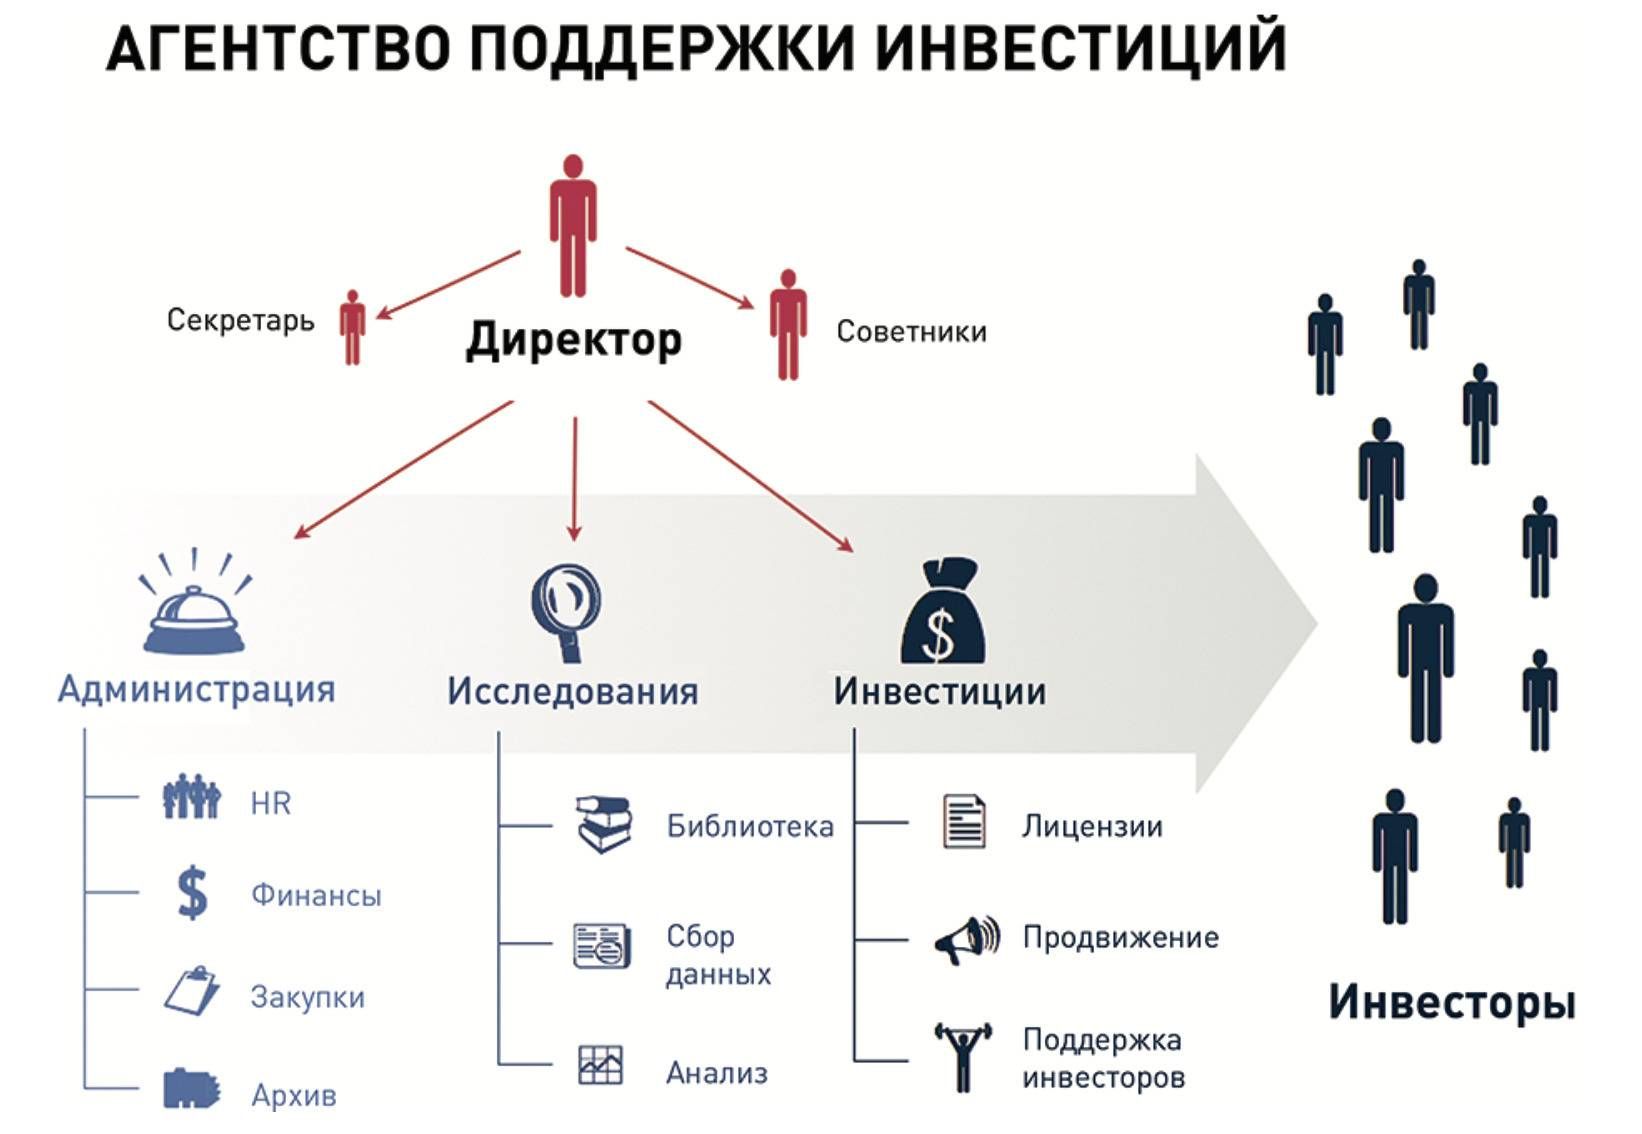 АГЕНТСТВО ПОДДЕРЖКИ ИНВЕСТИЦИЙ
Секретарь
Директор
Советники
Администрация
HR
Финансы
Закупки
Архив
Исследования
Библиотека
Сбор
данных
Анализ
$
Инвестиции
Лицензии
Продвижение
Поддержка
инвесторов
Инвесторы